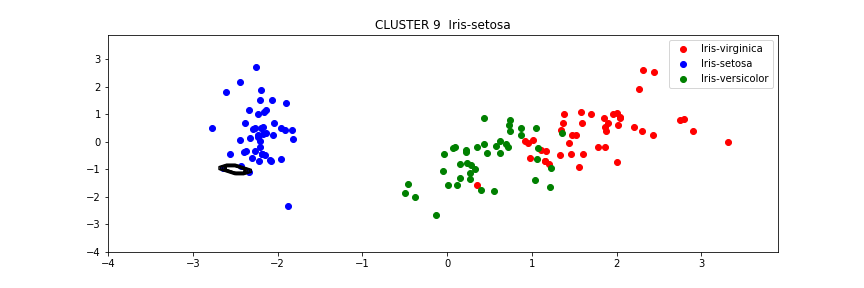 CLUSTER 9  Iris-setosa
Iris-virginica
Iris-setosa
Iris-versicolor
3
2
1
0
−1
−2
−3
−4
−4 −3 −2 −1 0 1 2 3